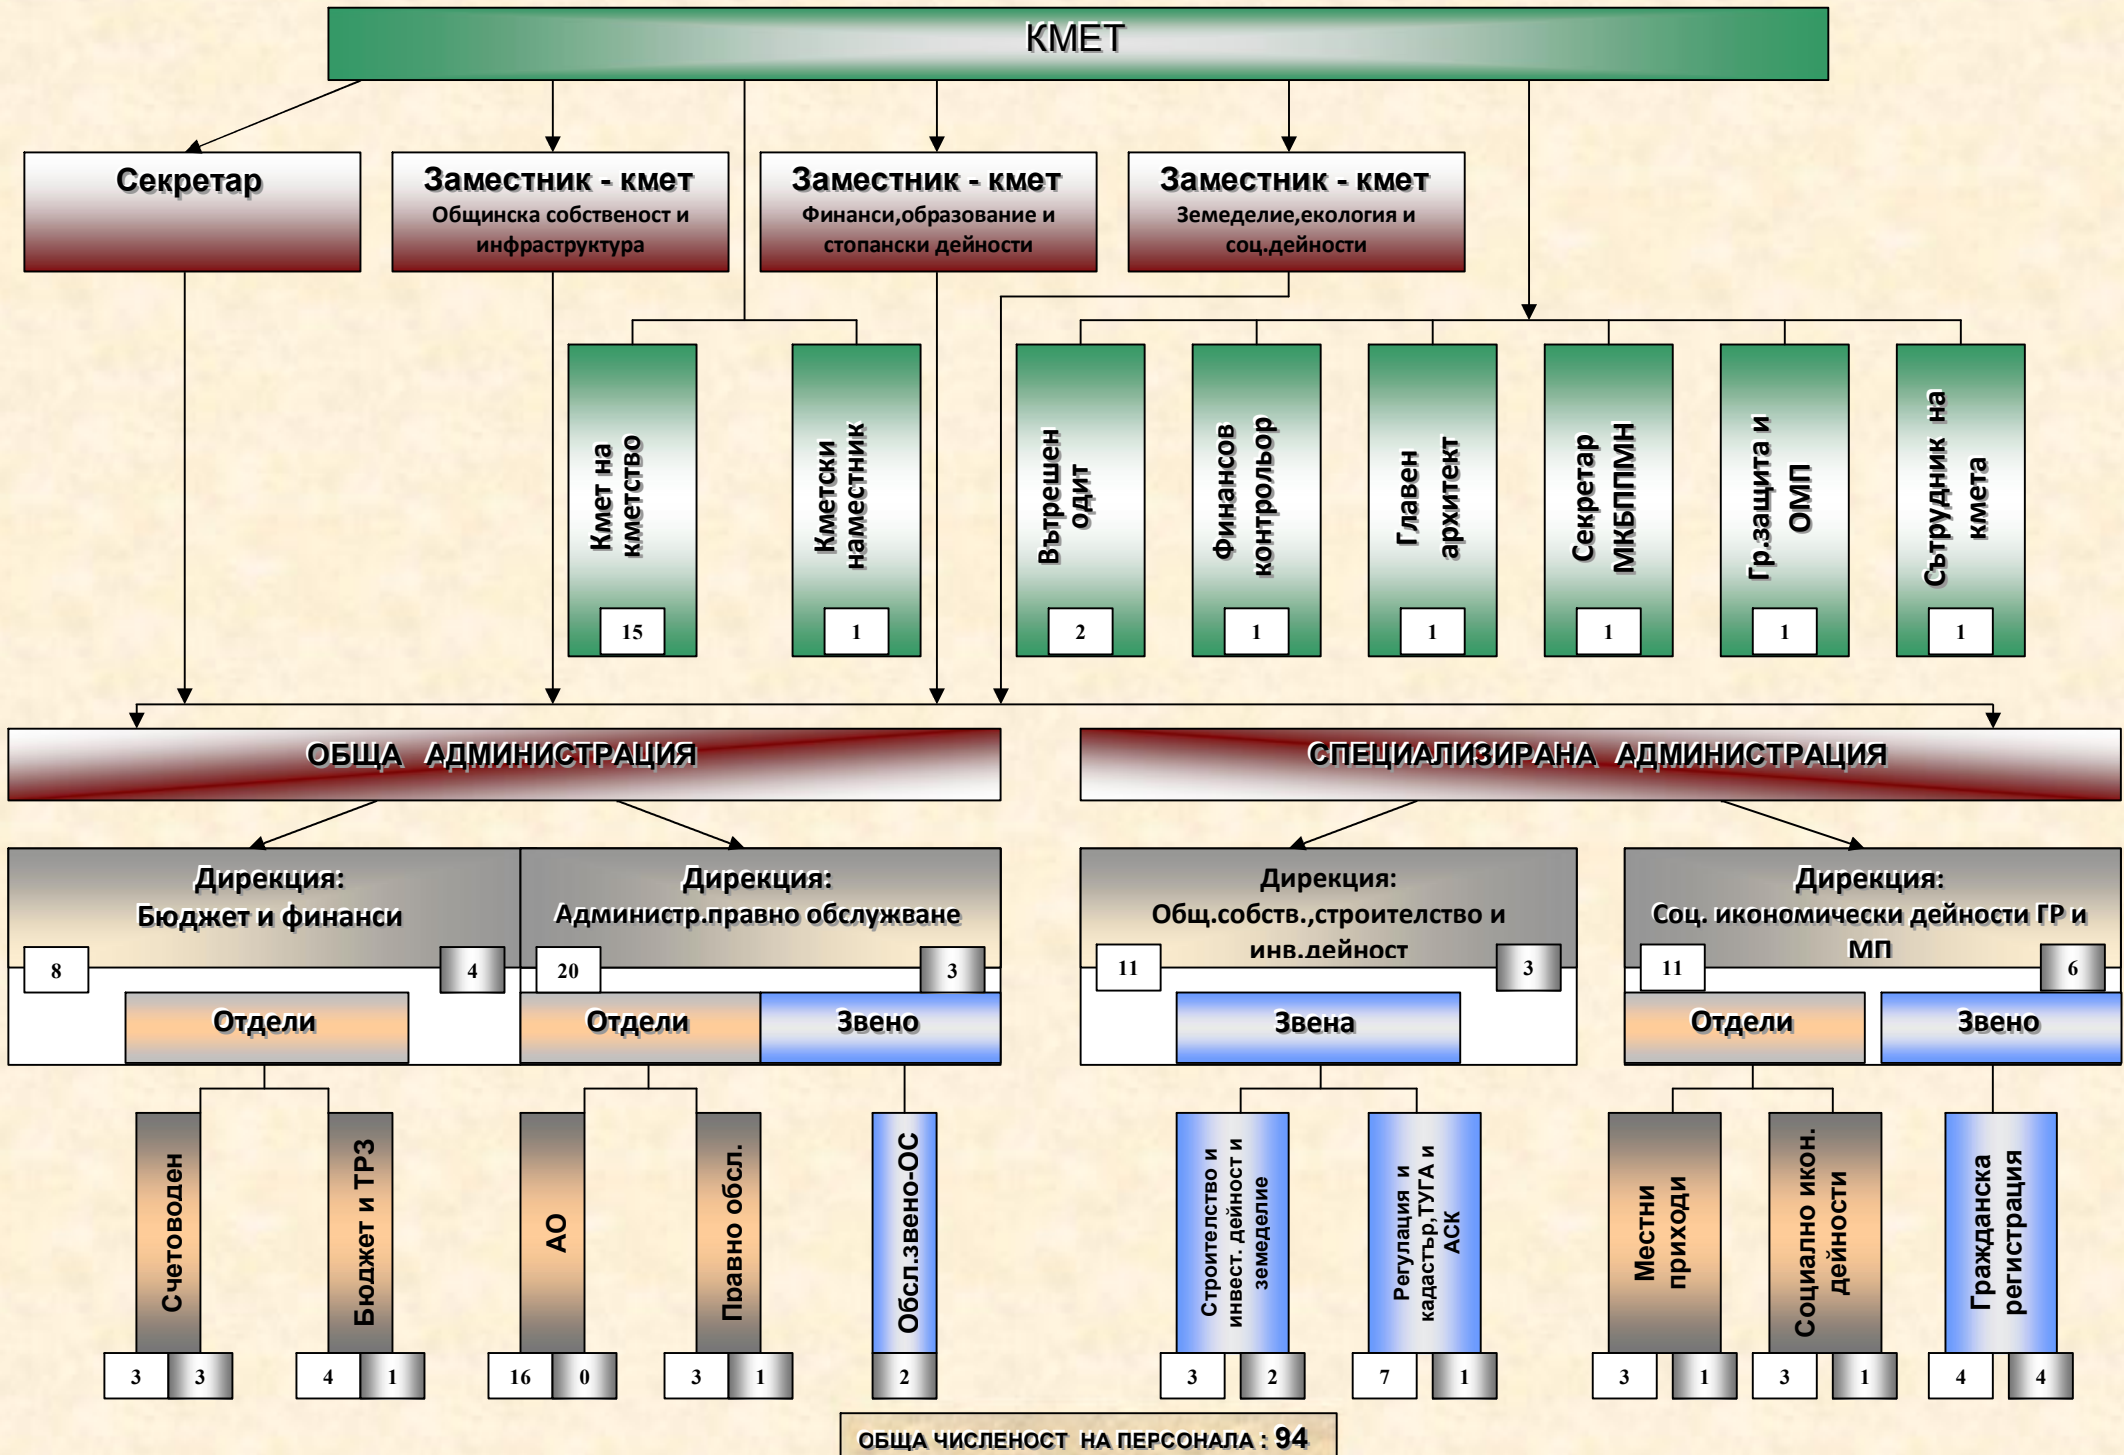 КМЕТ
Секретар
Заместник - кмет
Общинска собственост и
инфраструктура
Заместник - кмет
Финанси,образование и
стопански дейности
Заместник - кмет
Земеделие,екология и
соц.дейности
Кмет на
кметство
15
Кметски
наместник
1
Вътрешен
одит
2
Финансов
контрольор
1
Главен
архитект
1
Секретар
МКБППМН
1
Гр.защита и
ОМП
1
Сътрудник на
кмета
1
ОБЩА АДМИНИСТРАЦИЯ
СПЕЦИАЛИЗИРАНА АДМИНИСТРАЦИЯ
Дирекция:
Бюджет и финанси
8
4
Дирекция:
Администр.правно обслужване
20
3
Дирекция:
Общ.собств.,строителство и
инв.дейност
11
3
Дирекция:
Соц. икономически дейности ГР и
МП
11
6
Отдели
Отдели
Звено
Звена
Отдели
Звено
Счетоводен
3
3
Бюджет и ТРЗ
4
1
АО
16
0
Правно обсл.
3
1
Обсл.звено-ОС
2
Строителство и
инвест. дейност и
земеделие
3
2
Регулация и
кадастър,ТУГА и
АСК
7
1
Местни
приходи
3
1
Социално икон.
дейности
3
1
Гражданска
регистрация
4
4
ОБЩА ЧИСЛЕНОСТ НА ПЕРСОНАЛА : 94